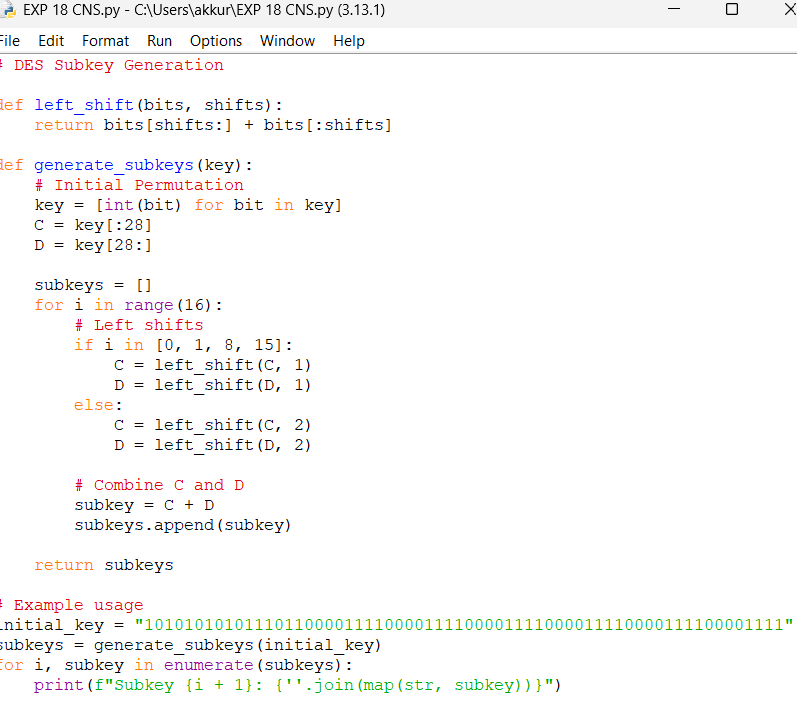 EXP 18 CNS.py - C:\Users\akkur\EXP 18 CNS.py (3.13.1)
File Edit Format Run Options Window Help
# DES Subkey Generation
def left_shift(bits, shifts):
    return bits[shifts:] + bits[:shifts]
def generate_subkeys(key):
    # Initial Permutation
    key = [int(bit) for bit in key]
    C = key[:28]
    D = key[28:]
    subkeys = []
    for i in range(16):
        # Left shifts
        if i in [0, 1, 8, 15]:
            C = left_shift(C, 1)
            D = left_shift(D, 1)
        else:
            C = left_shift(C, 2)
            D = left_shift(D, 2)
        # Combine C and D
        subkey = C + D
        subkeys.append(subkey)
    return subkeys
# Example usage
initial_key = "1010101010111011000011110000111100001111000011110000111100001111"
subkeys = generate_subkeys(initial_key)
for i, subkey in enumerate(subkeys):
    print(f"Subkey {i + 1}: {''.join(map(str, subkey))}")